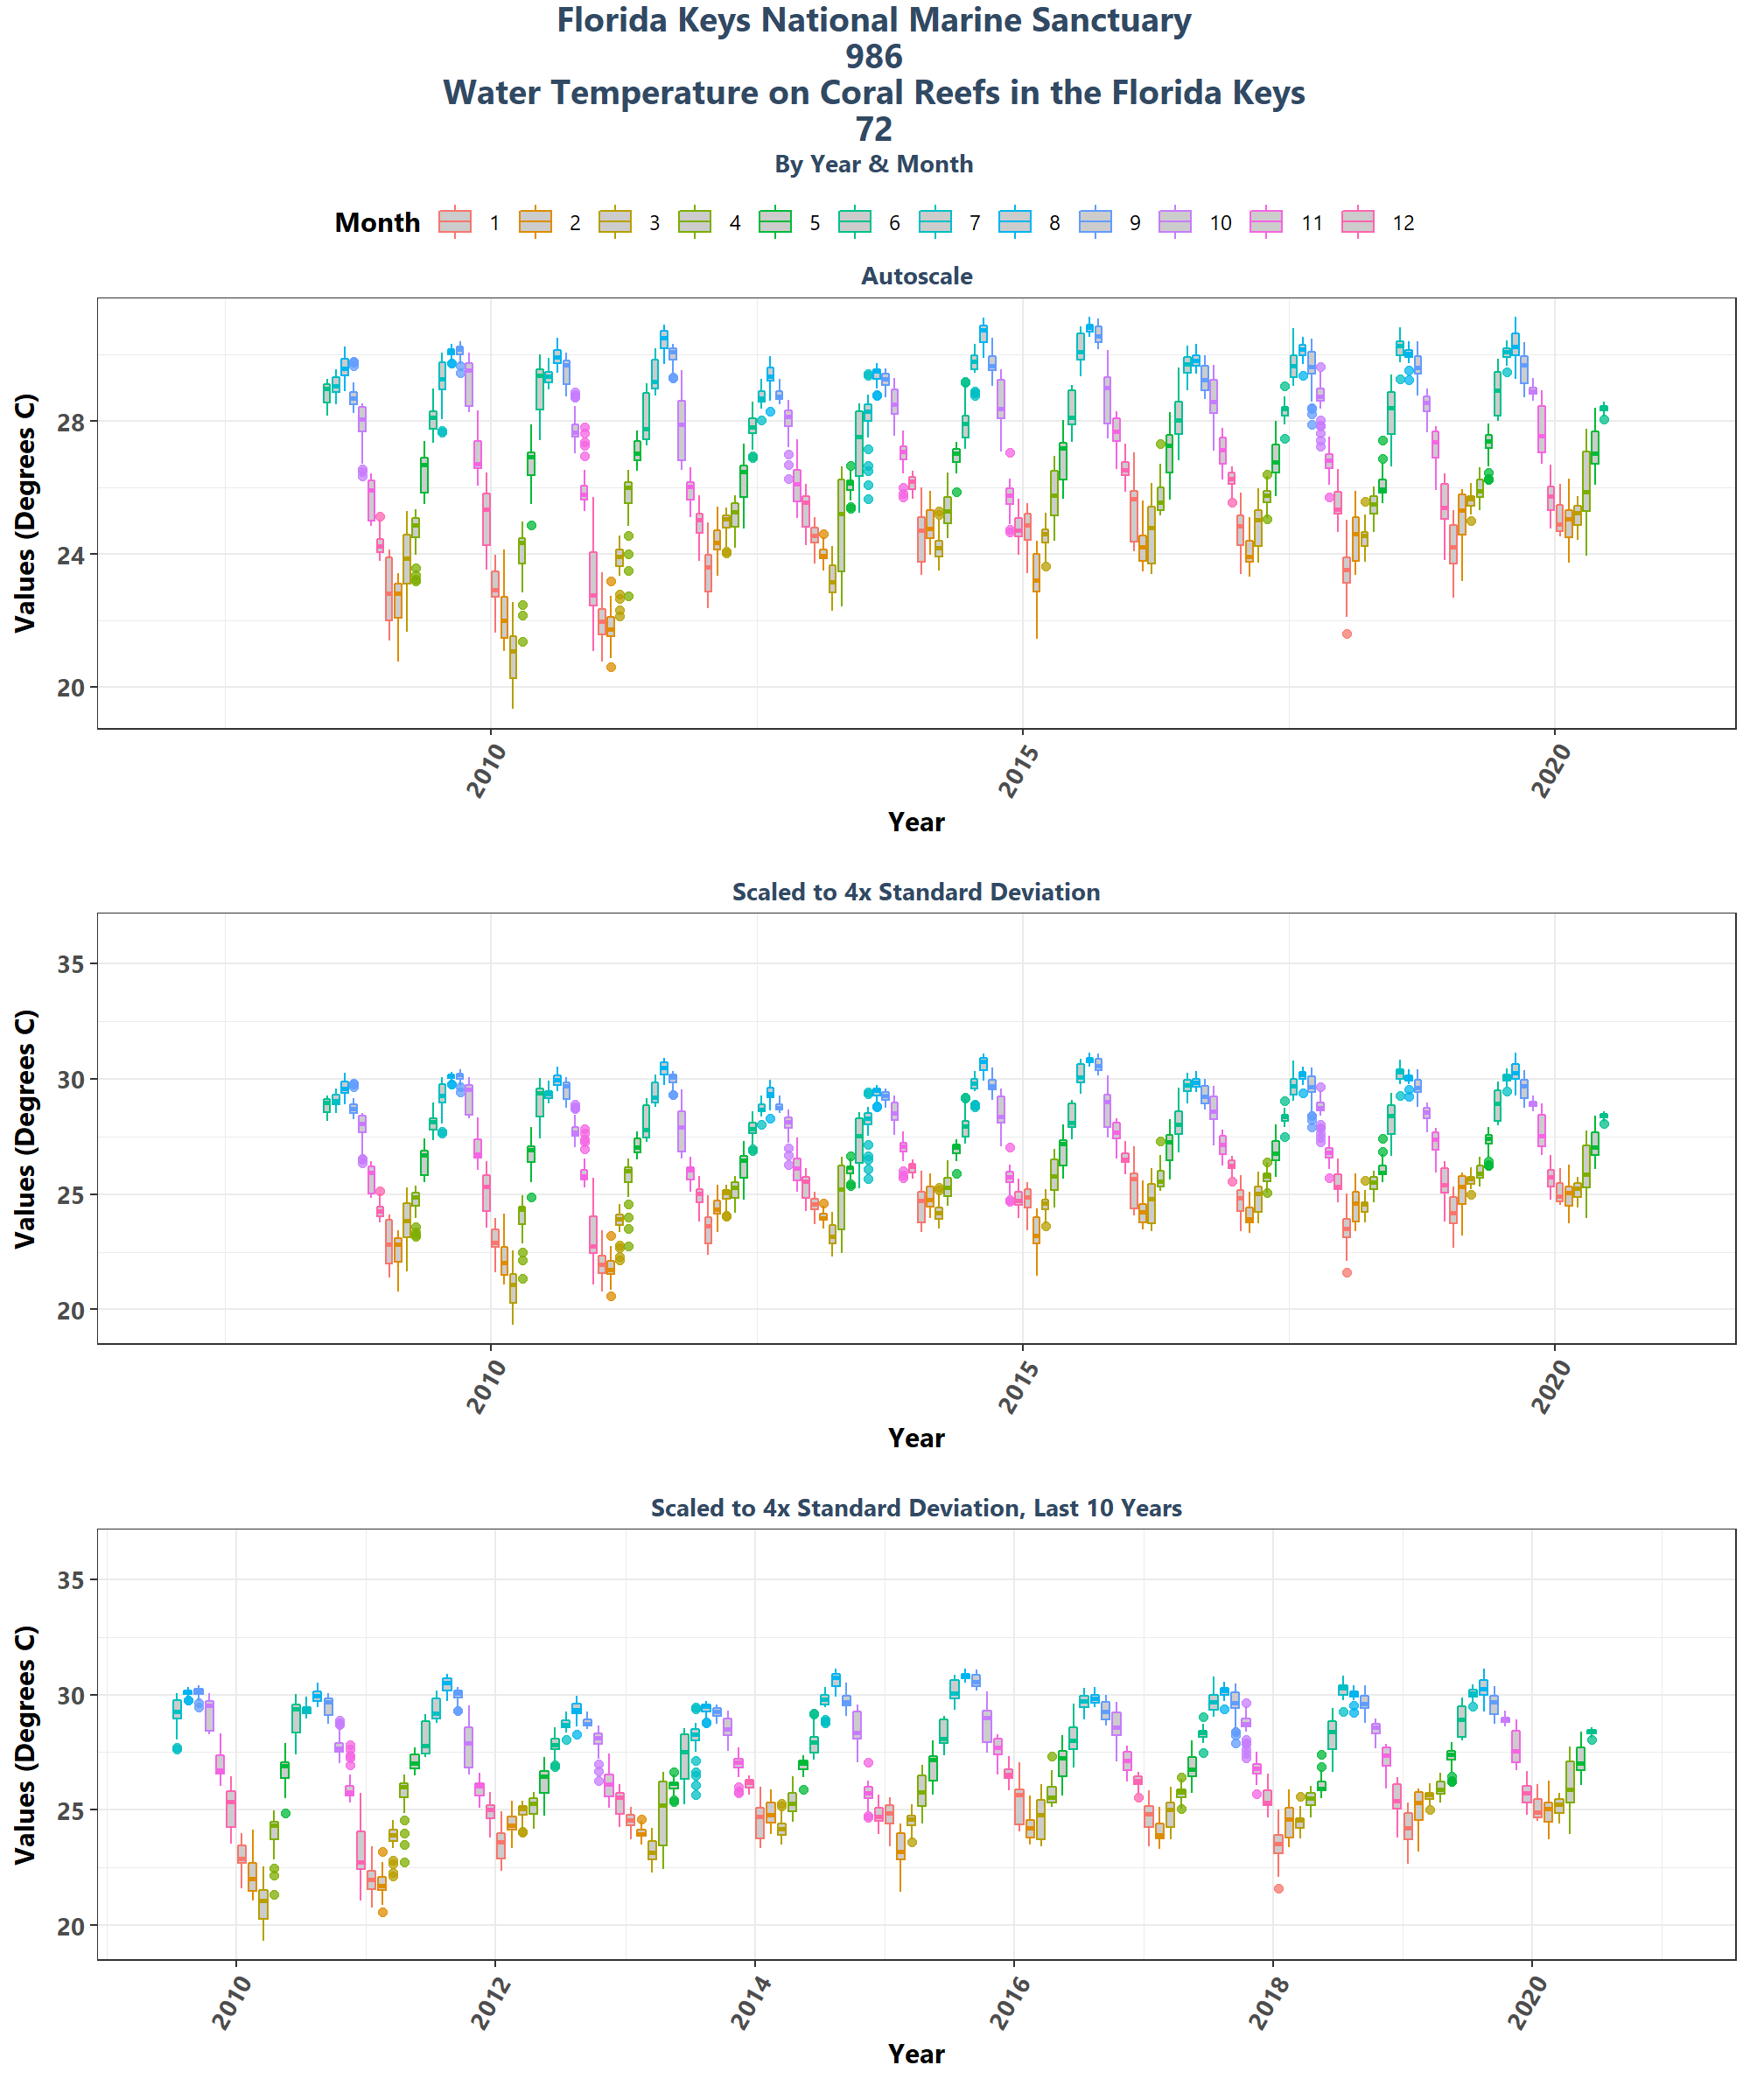 Florida Keys National Marine Sanctuary
986
Water Temperature on Coral Reefs in the Florida Keys
72
By Year & Month
Month 1 2 3 4 5 6 7 8 9 10 11 12
Autoscale
Values (Degrees C)
28
24
20
2010 2015 2020
Year
Scaled to 4x Standard Deviation
Values (Degrees C)
35
30
25
20
2010 2015 2020
Year
Scaled to 4x Standard Deviation, Last 10 Years
Values (Degrees C)
35
30
25
20
2010 2012 2014 2016 2018 2020
Year